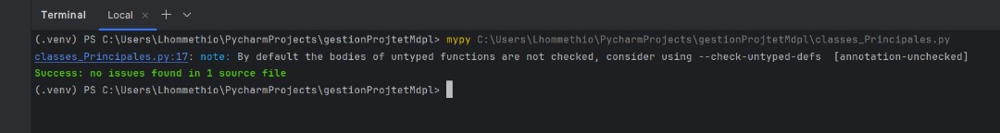 Terminal Local × + ∨
(.venv) PS C:\Users\Lhommethio\PycharmProjects\gestionProjtetMdpl> mypy C:\Users\Lhommethio\PycharmProjects\gestionProjtetMdpl\classes_Principales.py
classes_Principales.py:17: note: By default the bodies of untyped functions are not checked, consider using --check-untyped-defs  [annotation-unchecked]
Success: no issues found in 1 source file
(.venv) PS C:\Users\Lhommethio\PycharmProjects\gestionProjtetMdpl>